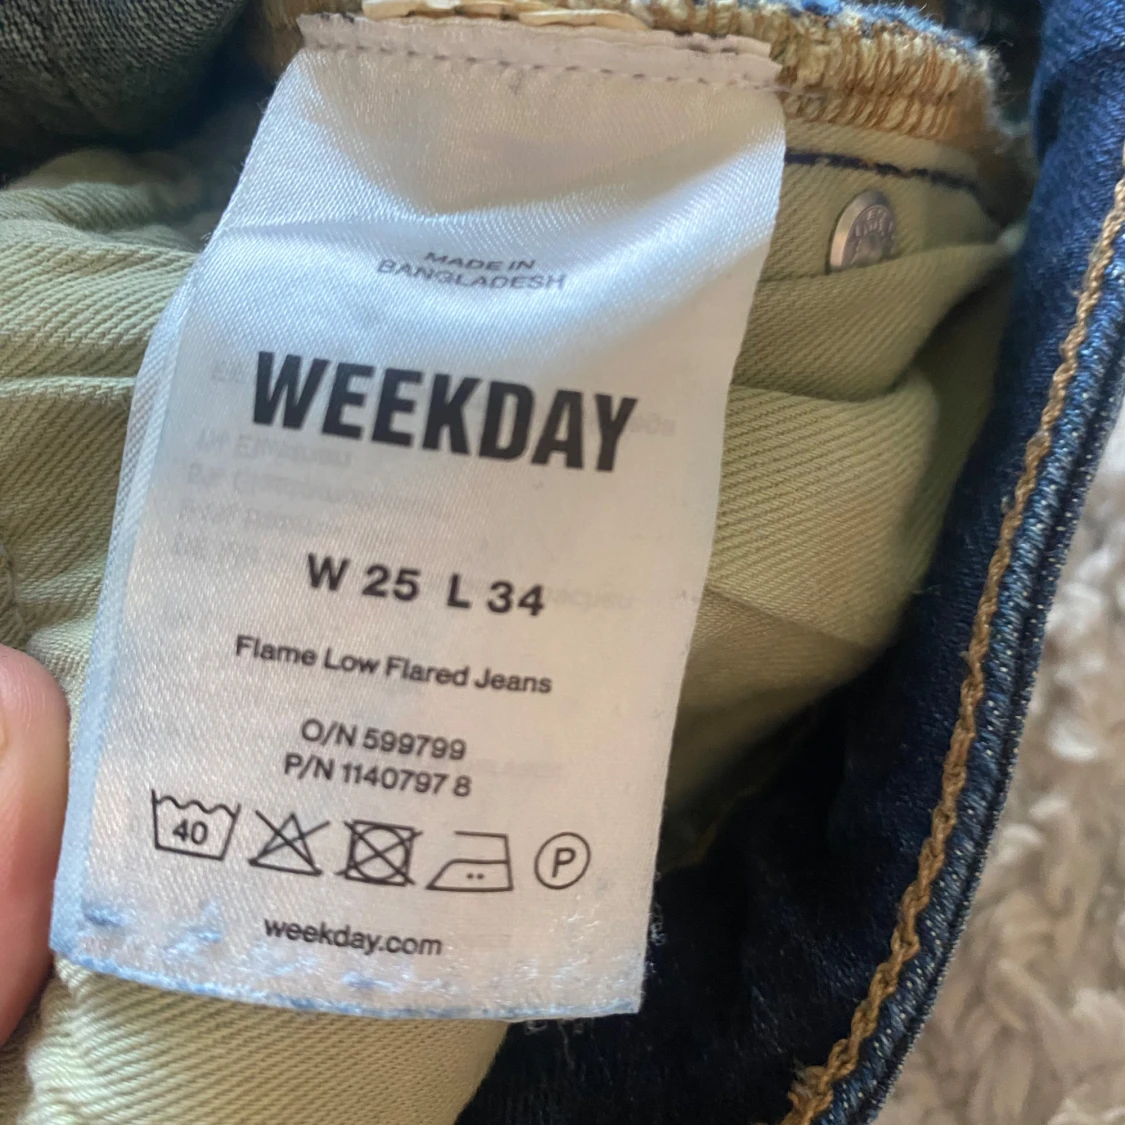 MADE IN
BANGLADESH
WEEKDAY
W 25 L 34
Flame Low Flared Jeans
O/N 599799
P/N 1140797 8
40
P
weekday.com